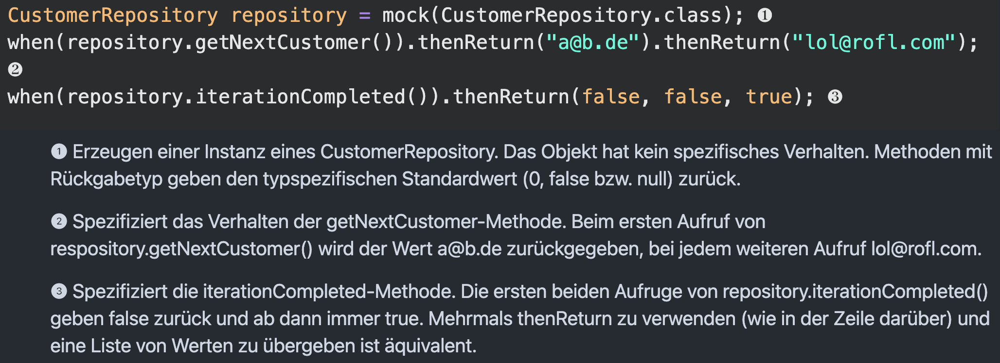 CustomerRepository repository = mock(CustomerRepository.class); ❶
when(repository.getNextCustomer()).thenReturn("a@b.de").thenReturn("lol@rofl.com");
❷
when(repository.iterationCompleted()).thenReturn(false, false, true); ❸
❶ Erzeugen einer Instanz eines CustomerRepository. Das Objekt hat kein spezifisches Verhalten. Methoden mit
Rückgabetyp geben den typspezifischen Standardwert (0, false bzw. null) zurück.
❷ Spezifiziert das Verhalten der getNextCustomer-Methode. Beim ersten Aufruf von
respository.getNextCustomer() wird der Wert a@b.de zurückgegeben, bei jedem weiteren Aufruf lol@rofl.com.
❸ Spezifiziert die iterationCompleted-Methode. Die ersten beiden Aufruge von repository.iterationCompleted()
geben false zurück und ab dann immer true. Mehrmals thenReturn zu verwenden (wie in der Zeile darüber) und
eine Liste von Werten zu übergeben ist äquivalent.